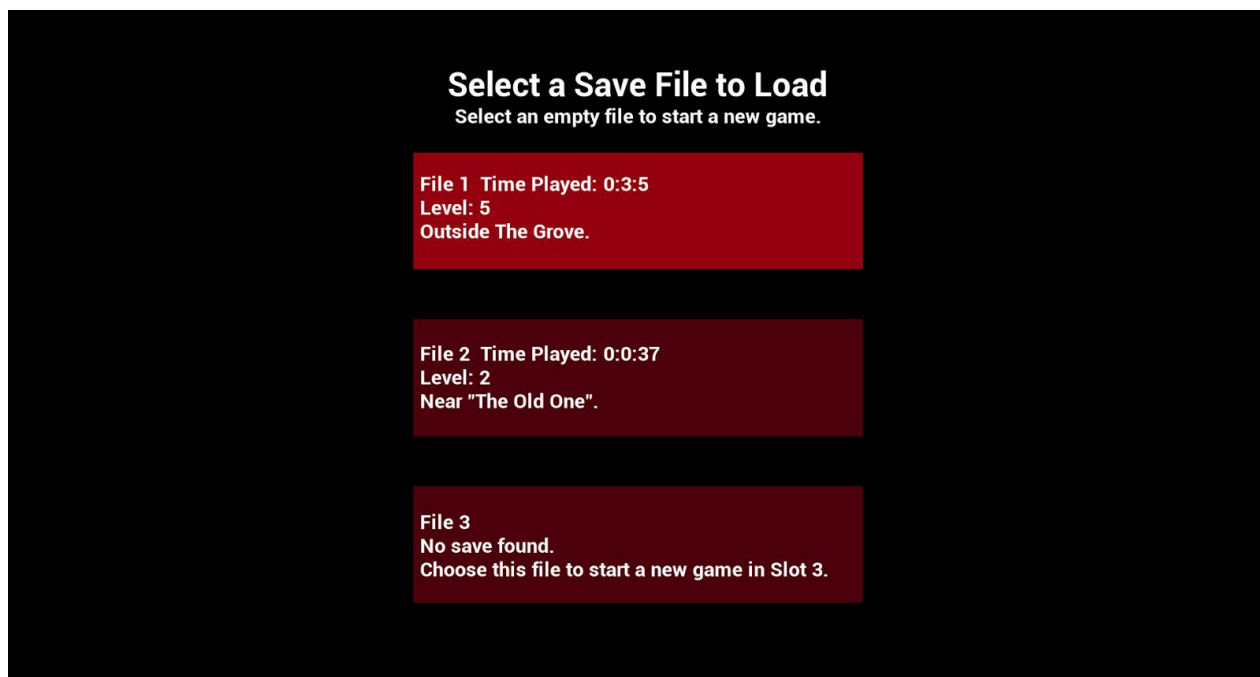 Select a Save File to Load
Select an empty file to start a new game.
File 1  Time Played: 0:3:5
Level: 5
Outside The Grove.
File 2  Time Played: 0:0:37
Level: 2
Near "The Old One".
File 3
No save found.
Choose this file to start a new game in Slot 3.